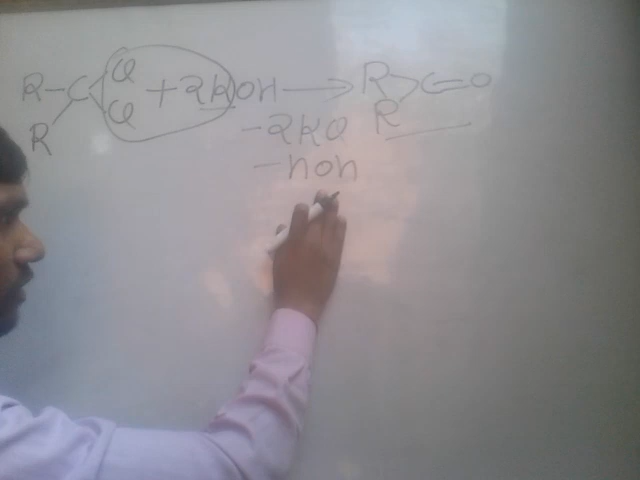 R-C Cl + 2KOH → R C=O
R Cl -2KCl R
-HOH